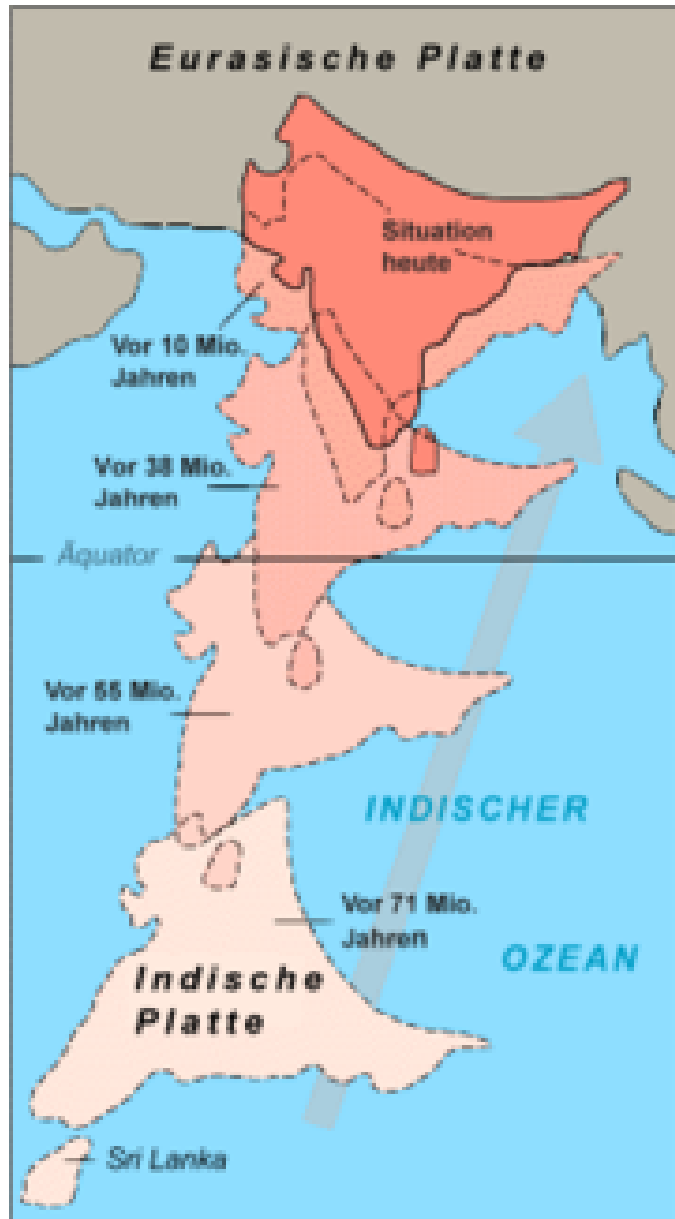 Eurasische Platte
Situation
heute
Vor 10 Mio.
Jahren
Vor 38 Mio.
Jahren
Äquator
Vor 55 Mio.
Jahren
INDISCHER
Vor 71 Mio.
Jahren
OZEAN
Indische
Platte
Sri Lanka